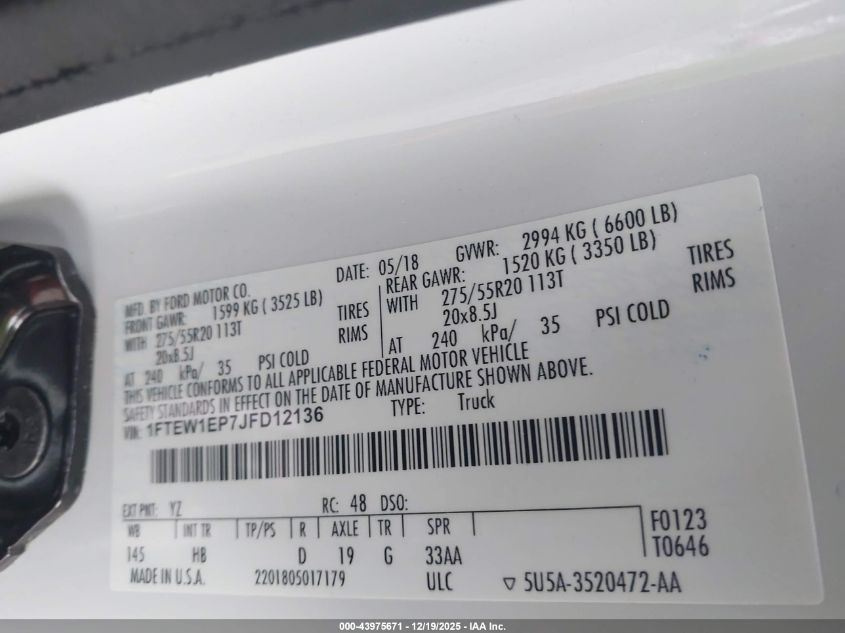 MFD. BY FORD MOTOR CO. DATE: 05/18 GVWR: 2994 KG ( 6600 LB)
FRONT GAWR: 1599 KG ( 3525 LB) REAR GAWR: 1520 KG ( 3350 LB)
WITH 275/55R20 113T TIRES WITH 275/55R20 113T TIRES
20x8.5J RIMS 20x8.5J RIMS
AT 240 kPa/ 35 PSI COLD AT 240 kPa/ 35 PSI COLD
THIS VEHICLE CONFORMS TO ALL APPLICABLE FEDERAL MOTOR VEHICLE
SAFETY STANDARDS IN EFFECT ON THE DATE OF MANUFACTURE SHOWN ABOVE.
VIN: 1FTEW1EP7JFD12136 TYPE: Truck
EXT PNT: YZ RC: 48 DSO:
WB INT TR TP/PS R AXLE TR SPR F0123
145 HB D 19 G 33AA T0646
MADE IN U.S.A. 2201805017179 ULC ▽ 5U5A-3520472-AA
000-43975671 - 12/19/2025 - IAA Inc.